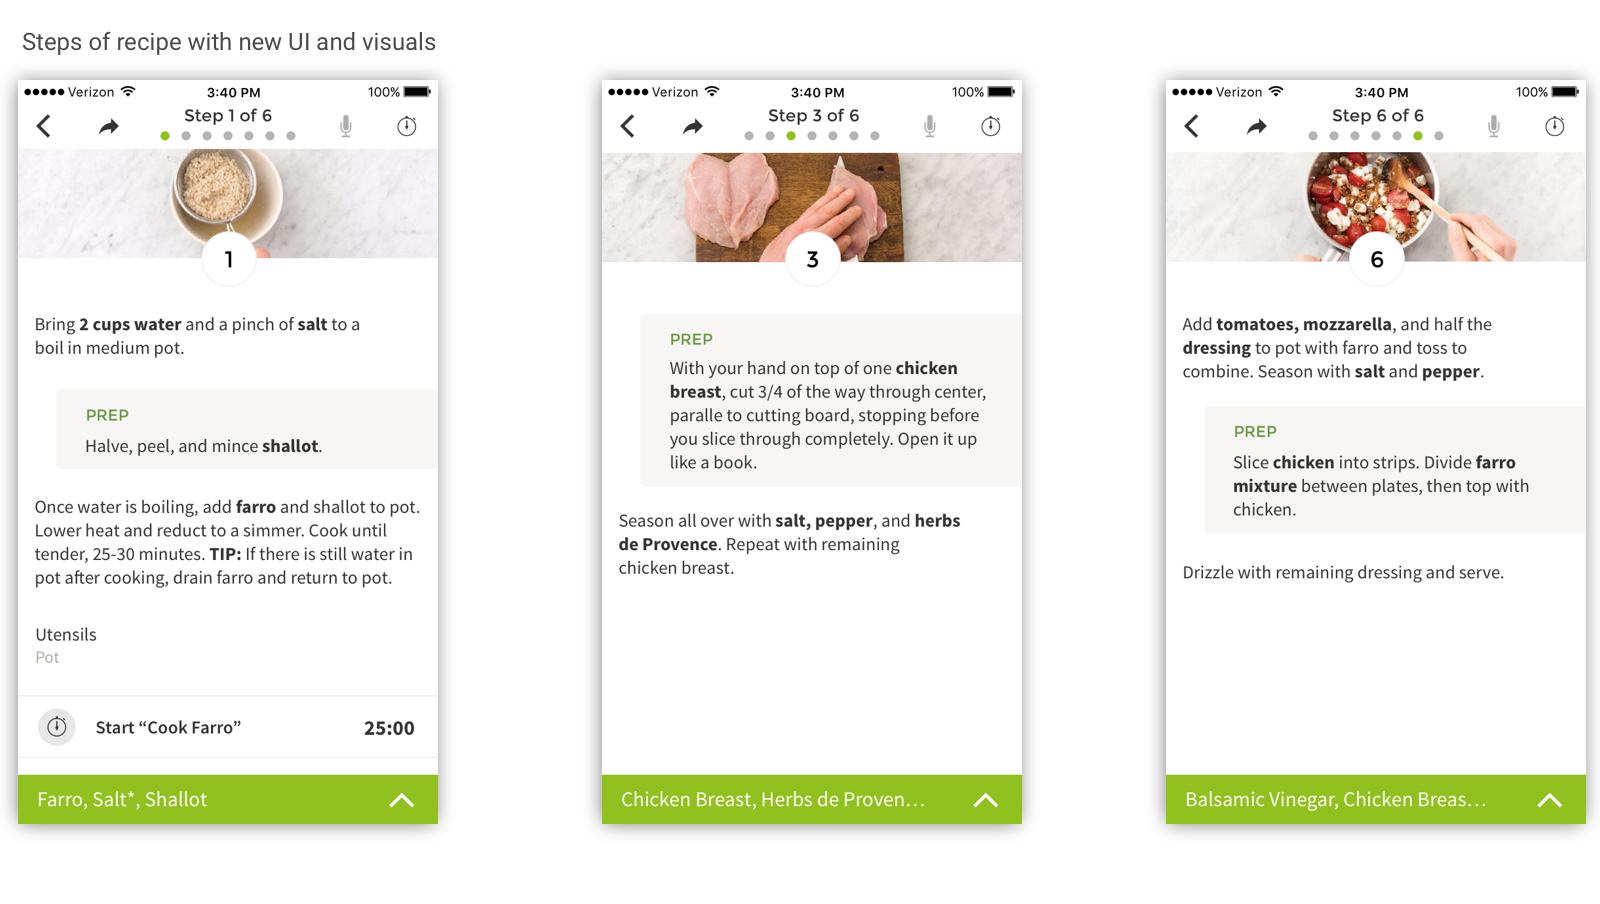 Steps of recipe with new UI and visuals
Verizon 3:40 PM 100%
Step 1 of 6
1
Bring 2 cups water and a pinch of salt to a
boil in medium pot.
PREP
Halve, peel, and mince shallot.
Once water is boiling, add farro and shallot to pot.
Lower heat and reduct to a simmer. Cook until
tender, 25-30 minutes. TIP: If there is still water in
pot after cooking, drain farro and return to pot.
Utensils
Pot
Start “Cook Farro” 25:00
Farro, Salt*, Shallot
Verizon 3:40 PM 100%
Step 3 of 6
3
PREP
With your hand on top of one chicken
breast, cut 3/4 of the way through center,
paralle to cutting board, stopping before
you slice through completely. Open it up
like a book.
Season all over with salt, pepper, and herbs
de Provence. Repeat with remaining
chicken breast.
Chicken Breast, Herbs de Proven…
Verizon 3:40 PM 100%
Step 6 of 6
6
Add tomatoes, mozzarella, and half the
dressing to pot with farro and toss to
combine. Season with salt and pepper.
PREP
Slice chicken into strips. Divide farro
mixture between plates, then top with
chicken.
Drizzle with remaining dressing and serve.
Balsamic Vinegar, Chicken Breas…